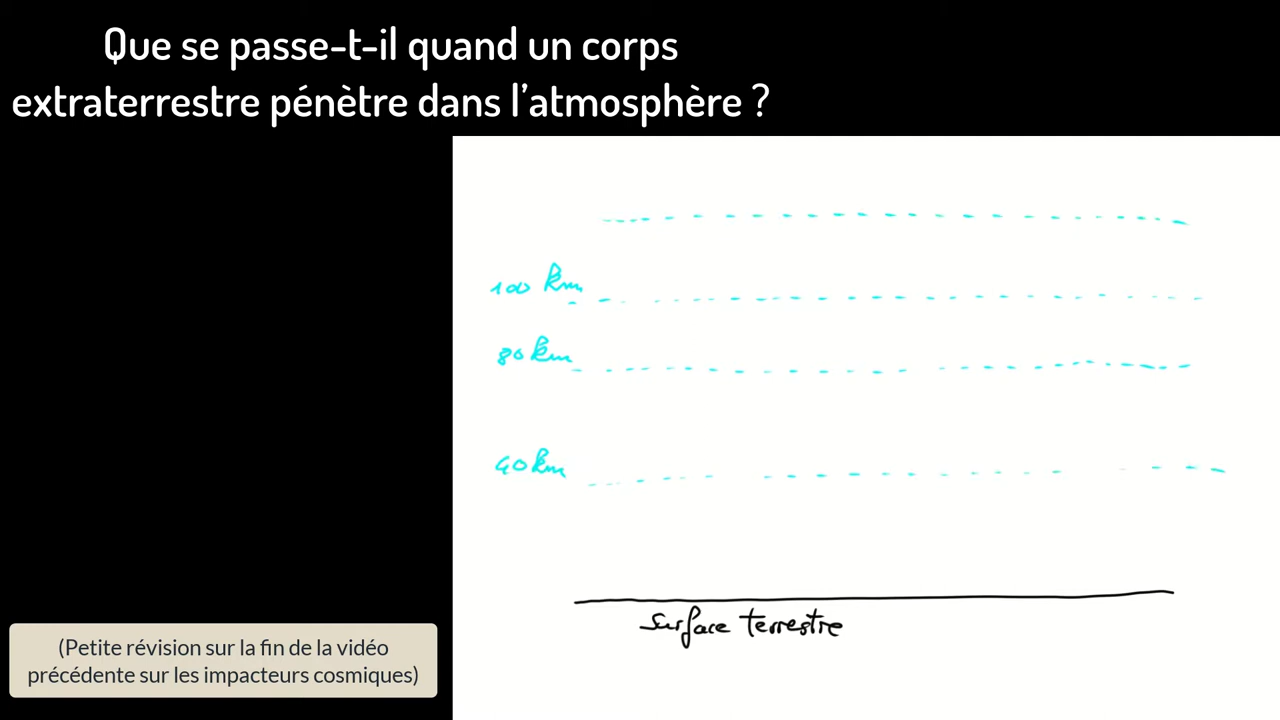 Que se passe-t-il quand un corps
extraterrestre pénètre dans l'atmosphère ?
100 km
80 km
40 km
surface terrestre
(Petite révision sur la fin de la vidéo
précédente sur les impacteurs cosmiques)